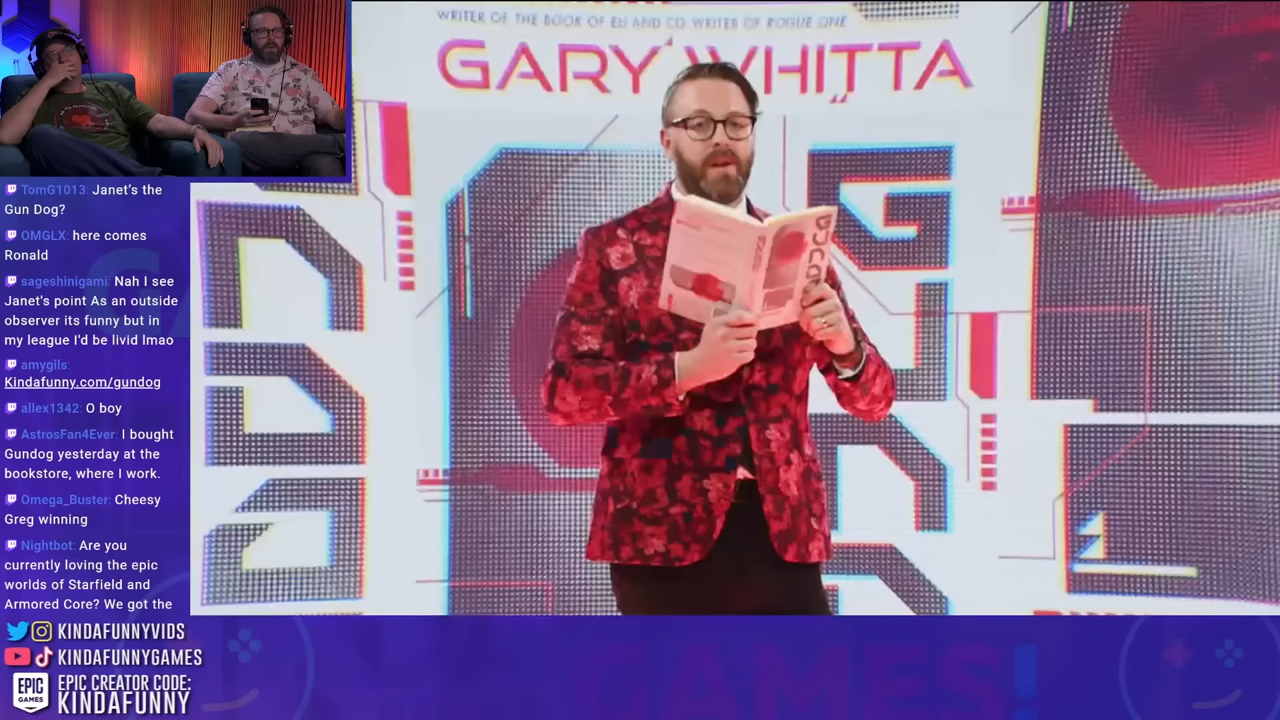 WRITER OF THE BOOK OF ELI AND CO WRITER OF ROGUE ONE
GARY WHITTA
TomG1013: Janet's the
Gun Dog?
OMGLX: here comes
Ronald
sageshinigami: Nah I see
Janet's point As an outside
observer its funny but in
my league I'd be livid lmao
amygils:
Kindafunny.com/gundog
allex1342: O boy
AstrosFan4Ever: I bought
Gundog yesterday at the
bookstore, where I work.
Omega_Buster: Cheesy
Greg winning
Nightbot: Are you
currently loving the epic
worlds of Starfield and
Armored Core? We got the
KINDAFUNNYVIDS
KINDAFUNNYGAMES
EPIC
GAMES
EPIC CREATOR CODE:
KINDAFUNNY
GAMES!